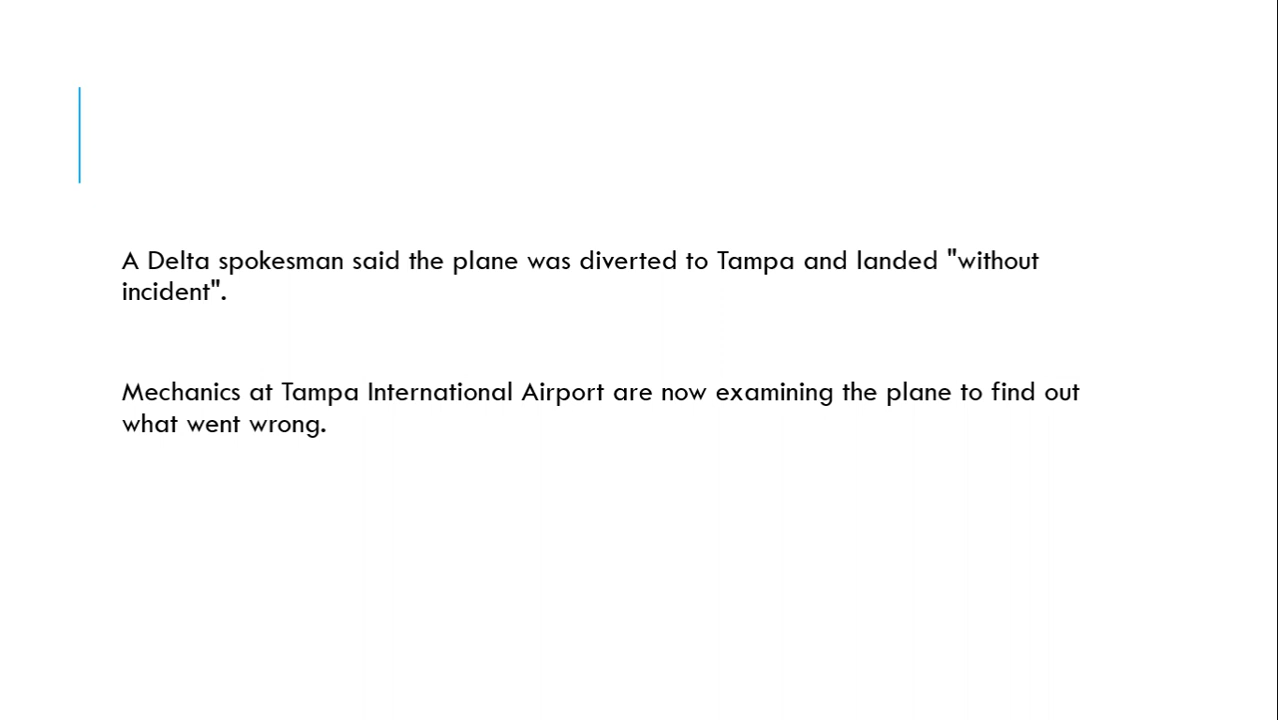 A Delta spokesman said the plane was diverted to Tampa and landed "without
incident".
Mechanics at Tampa International Airport are now examining the plane to find out
what went wrong.